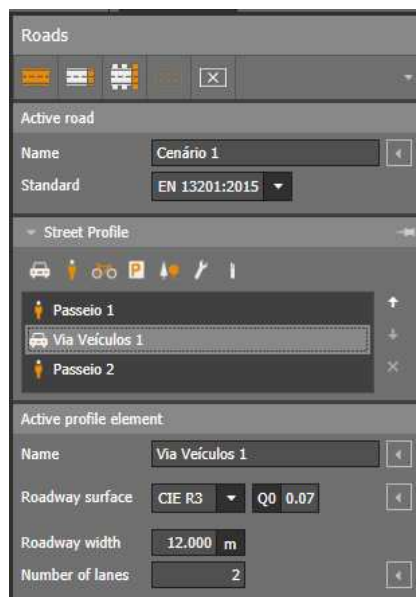 Roads
Active road
Name Cenário 1
Standard EN 13201:2015
Street Profile
P
Passeio 1
Via Veículos 1
Passeio 2
Active profile element
Name Via Veículos 1
Roadway surface CIE R3 Q0 0.07
Roadway width 12.000 m
Number of lanes 2